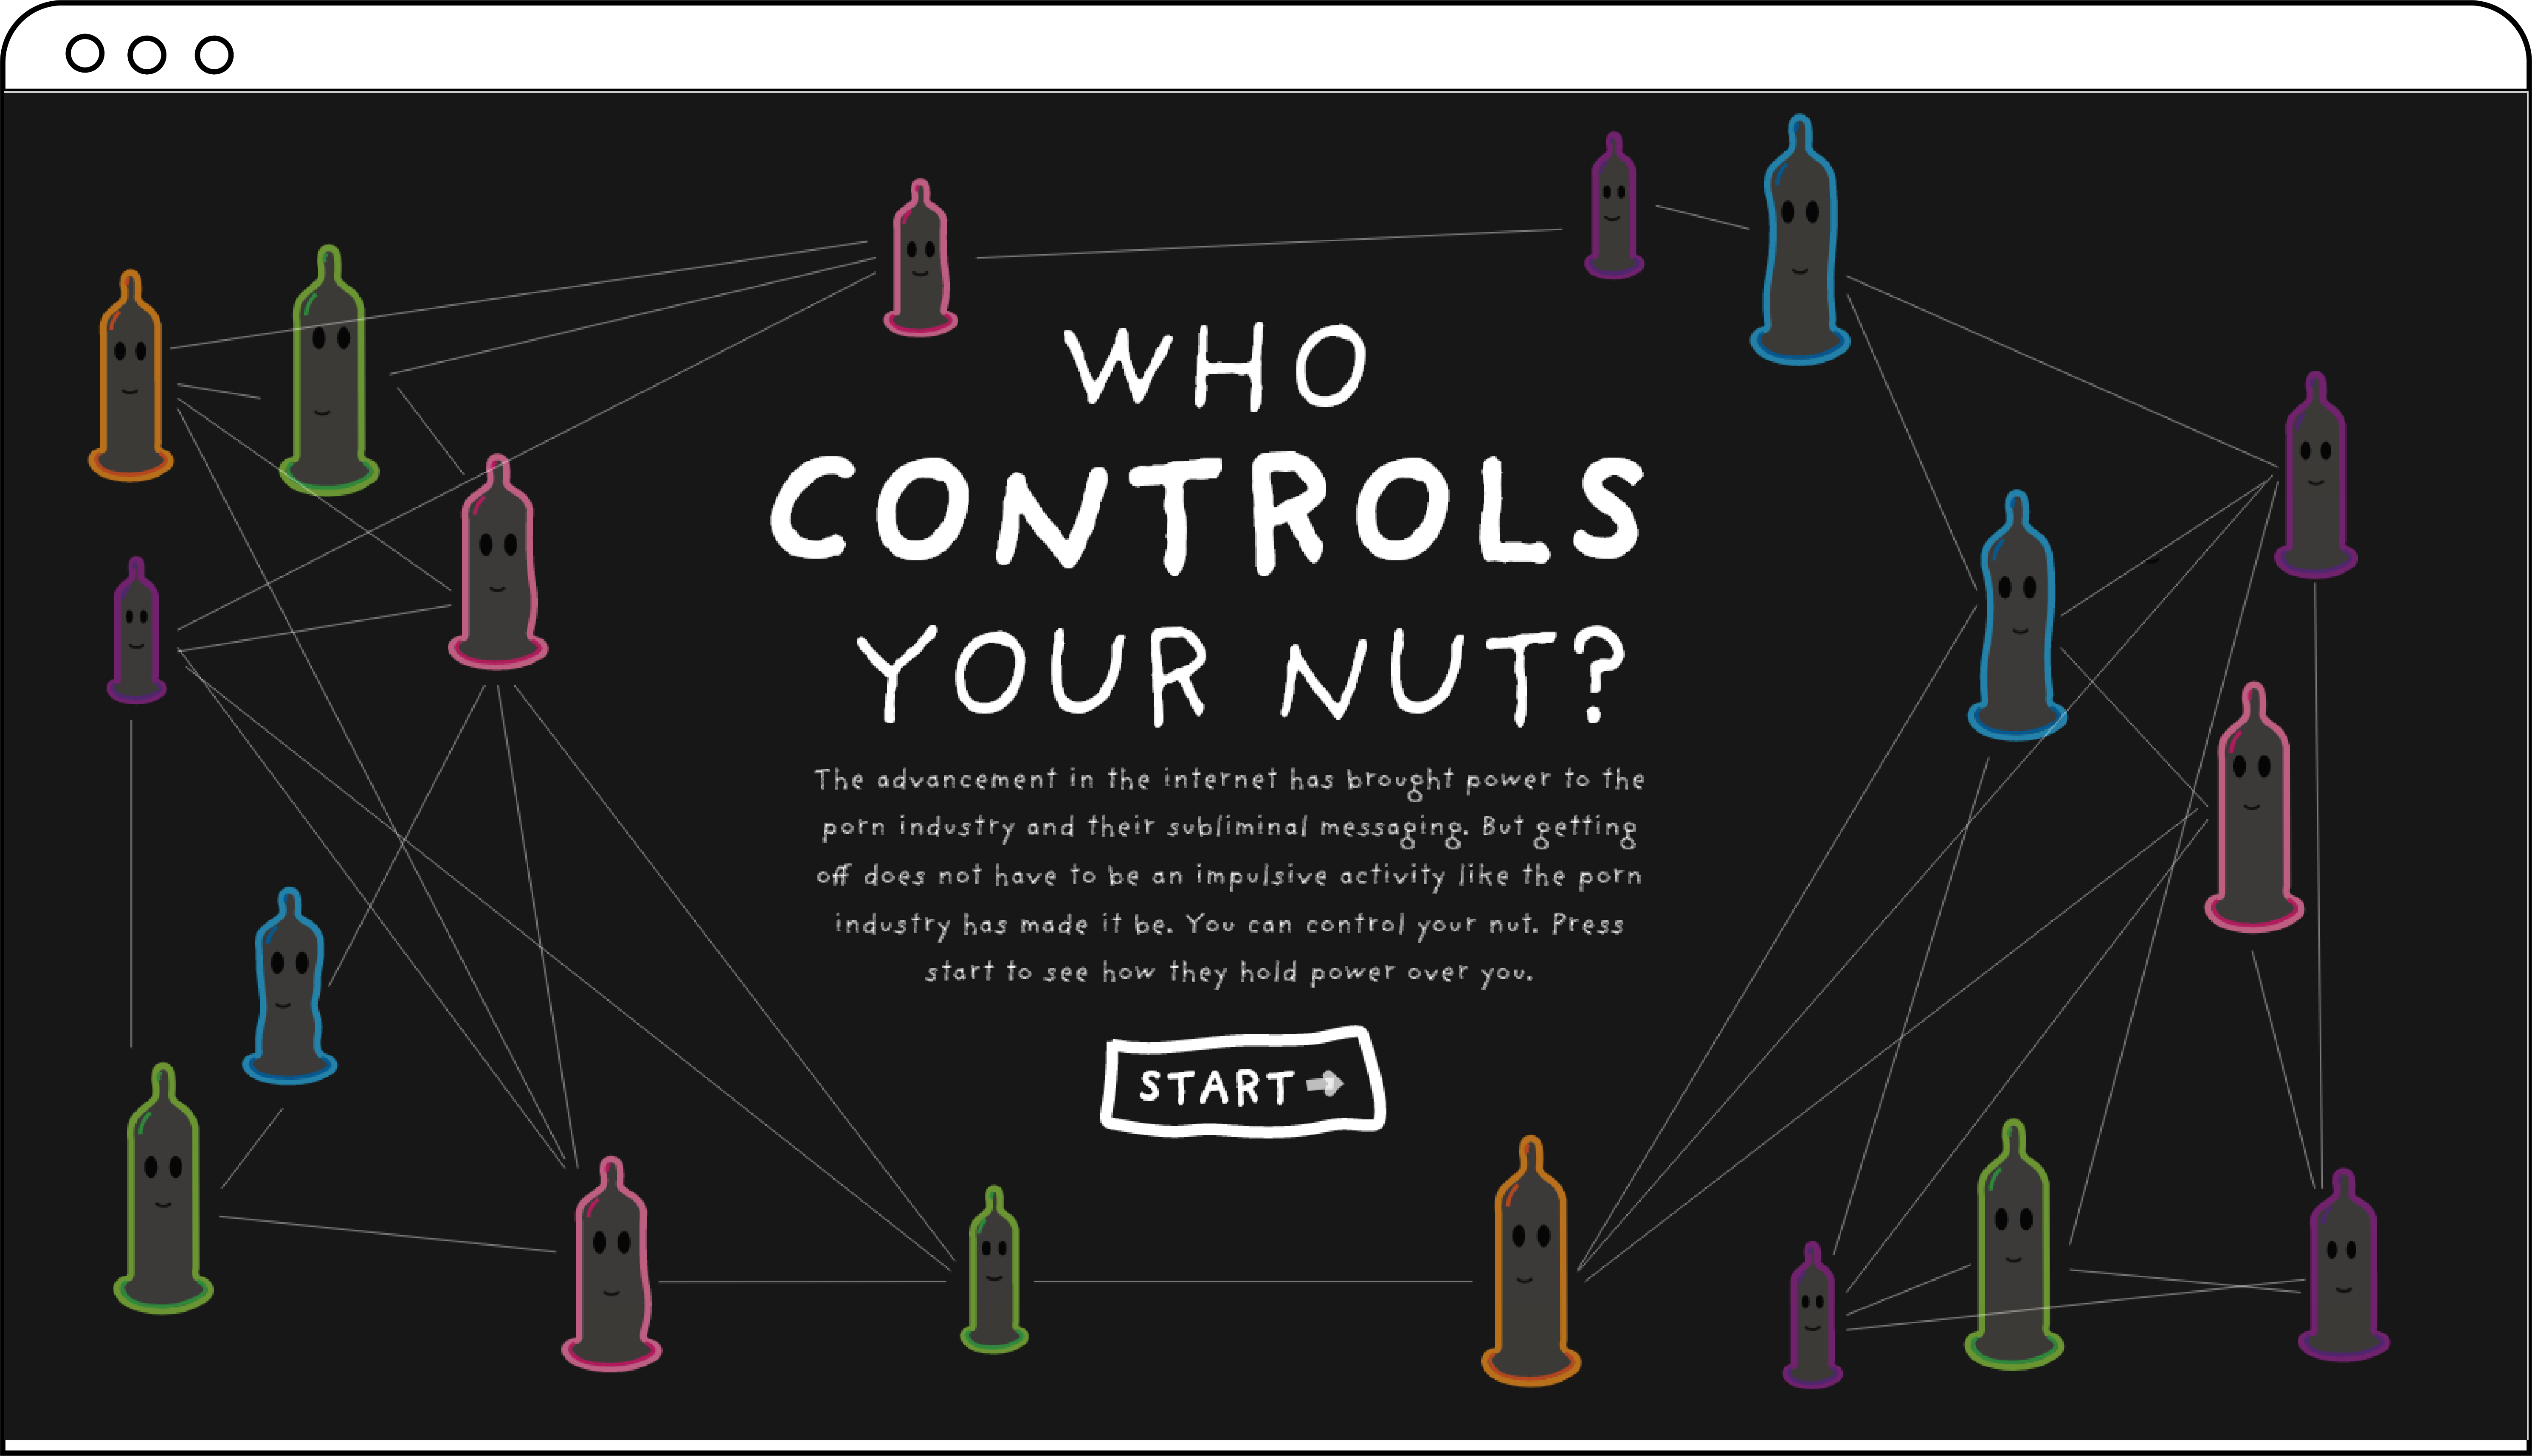 WHO
CONTROLS
YOUR NUT?
The advancement in the internet has brought power to the
porn industry and their subliminal messaging. But getting
off does not have to be an impulsive activity like the porn
industry has made it be. You can control your nut. Press
start to see how they hold power over you.
START